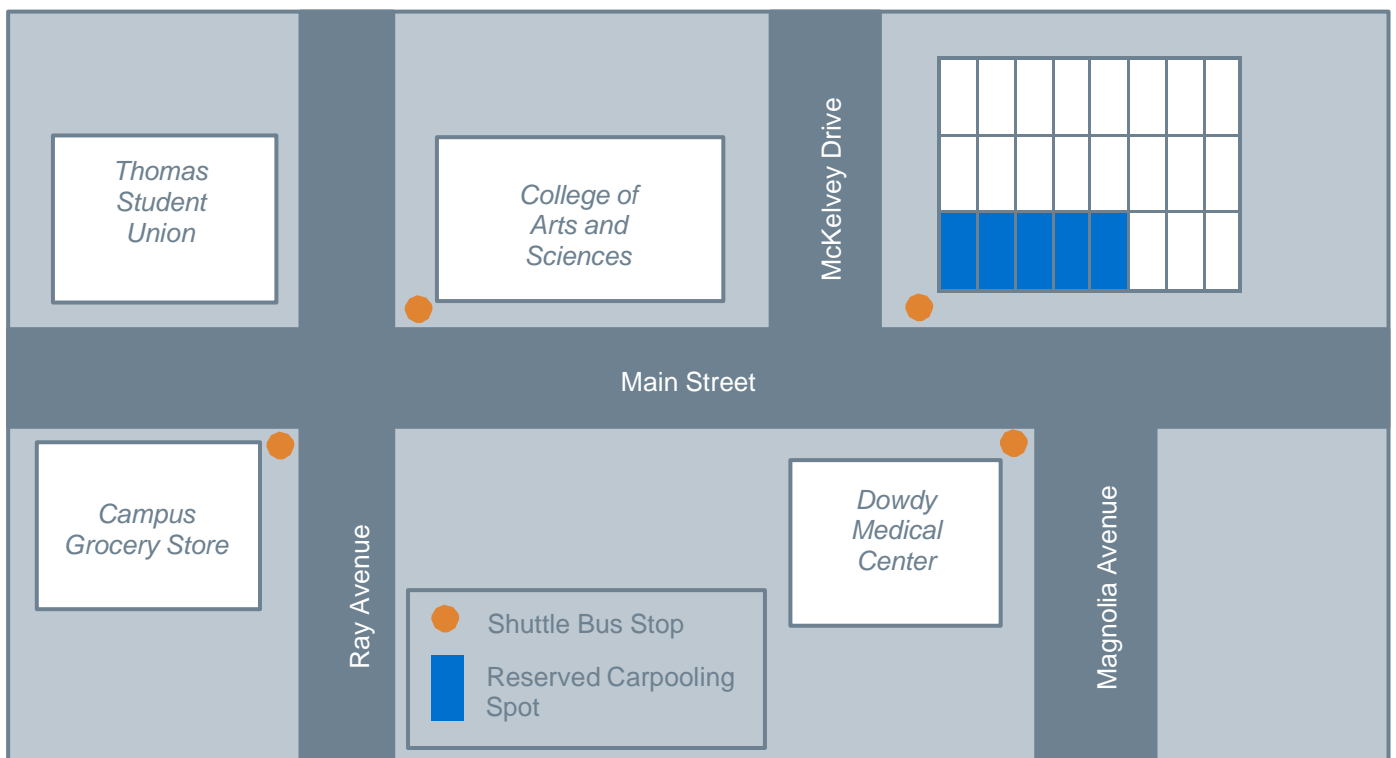 Thomas
Student
Union
College of
Arts and
Sciences
McKelvey Drive
Main Street
Campus
Grocery Store
Ray Avenue
Dowdy
Medical
Center
Magnolia Avenue
Shuttle Bus Stop
Reserved Carpooling
Spot